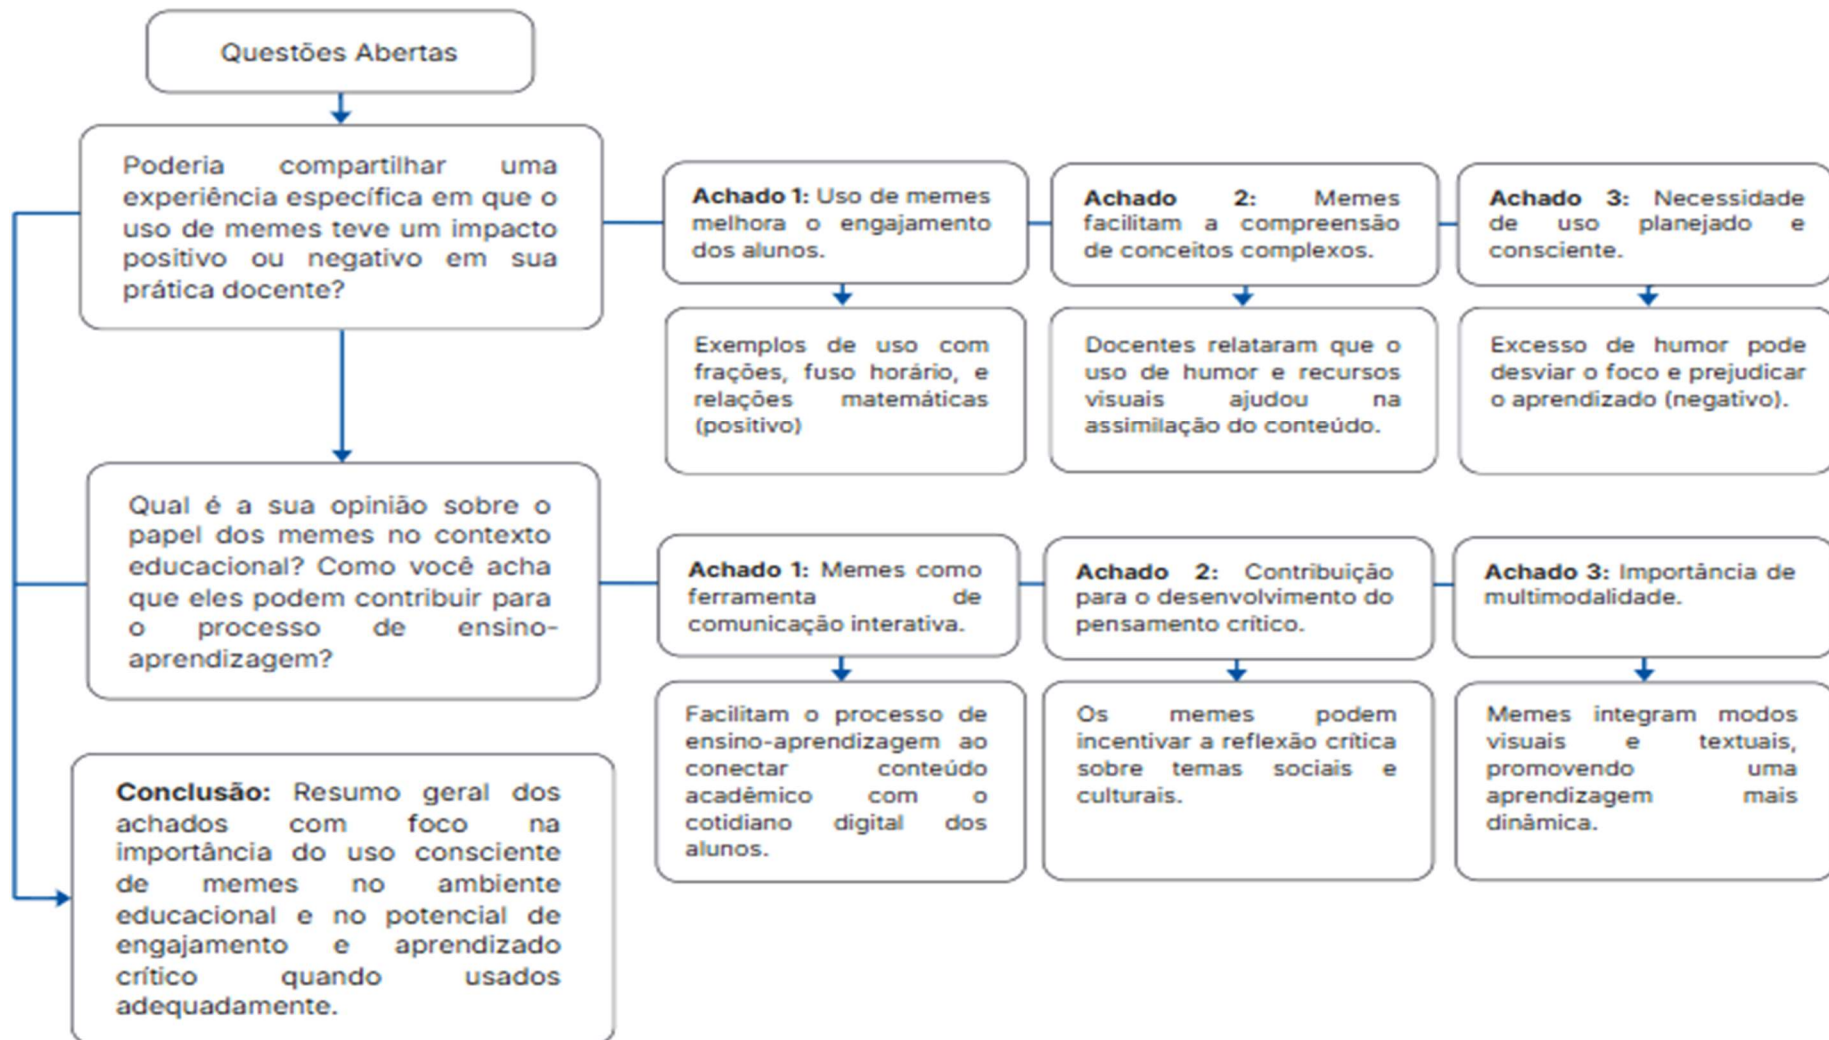 Questões Abertas
Poderia compartilhar uma
experiência específica em que o
uso de memes teve um impacto
positivo ou negativo em sua
prática docente?
Achado 1: Uso de memes
melhora o engajamento
dos alunos.
Achado 2: Memes
facilitam a compreensão
de conceitos complexos.
Achado 3: Necessidade
de uso planejado e
consciente.
Exemplos de uso com
frações, fuso horário, e
relações matemáticas
(positivo)
Docentes relataram que o
uso de humor e recursos
visuais ajudou na
assimilação do conteúdo.
Excesso de humor pode
desviar o foco e prejudicar
o aprendizado (negativo).
Qual é a sua opinião sobre o
papel dos memes no contexto
educacional? Como você acha
que eles podem contribuir para
o processo de ensino-
aprendizagem?
Achado 1: Memes como
ferramenta de
comunicação interativa.
Achado 2: Contribuição
para o desenvolvimento do
pensamento crítico.
Achado 3: Importância de
multimodalidade.
Facilitam o processo de
ensino-aprendizagem ao
conectar conteúdo
acadêmico com o
cotidiano digital dos
alunos.
Os memes podem
incentivar a reflexão crítica
sobre temas sociais e
culturais.
Memes integram modos
visuais e textuais,
promovendo uma
aprendizagem mais
dinâmica.
Conclusão: Resumo geral dos
achados com foco na
importância do uso consciente
de memes no ambiente
educacional e no potencial de
engajamento e aprendizado
crítico quando usados
adequadamente.